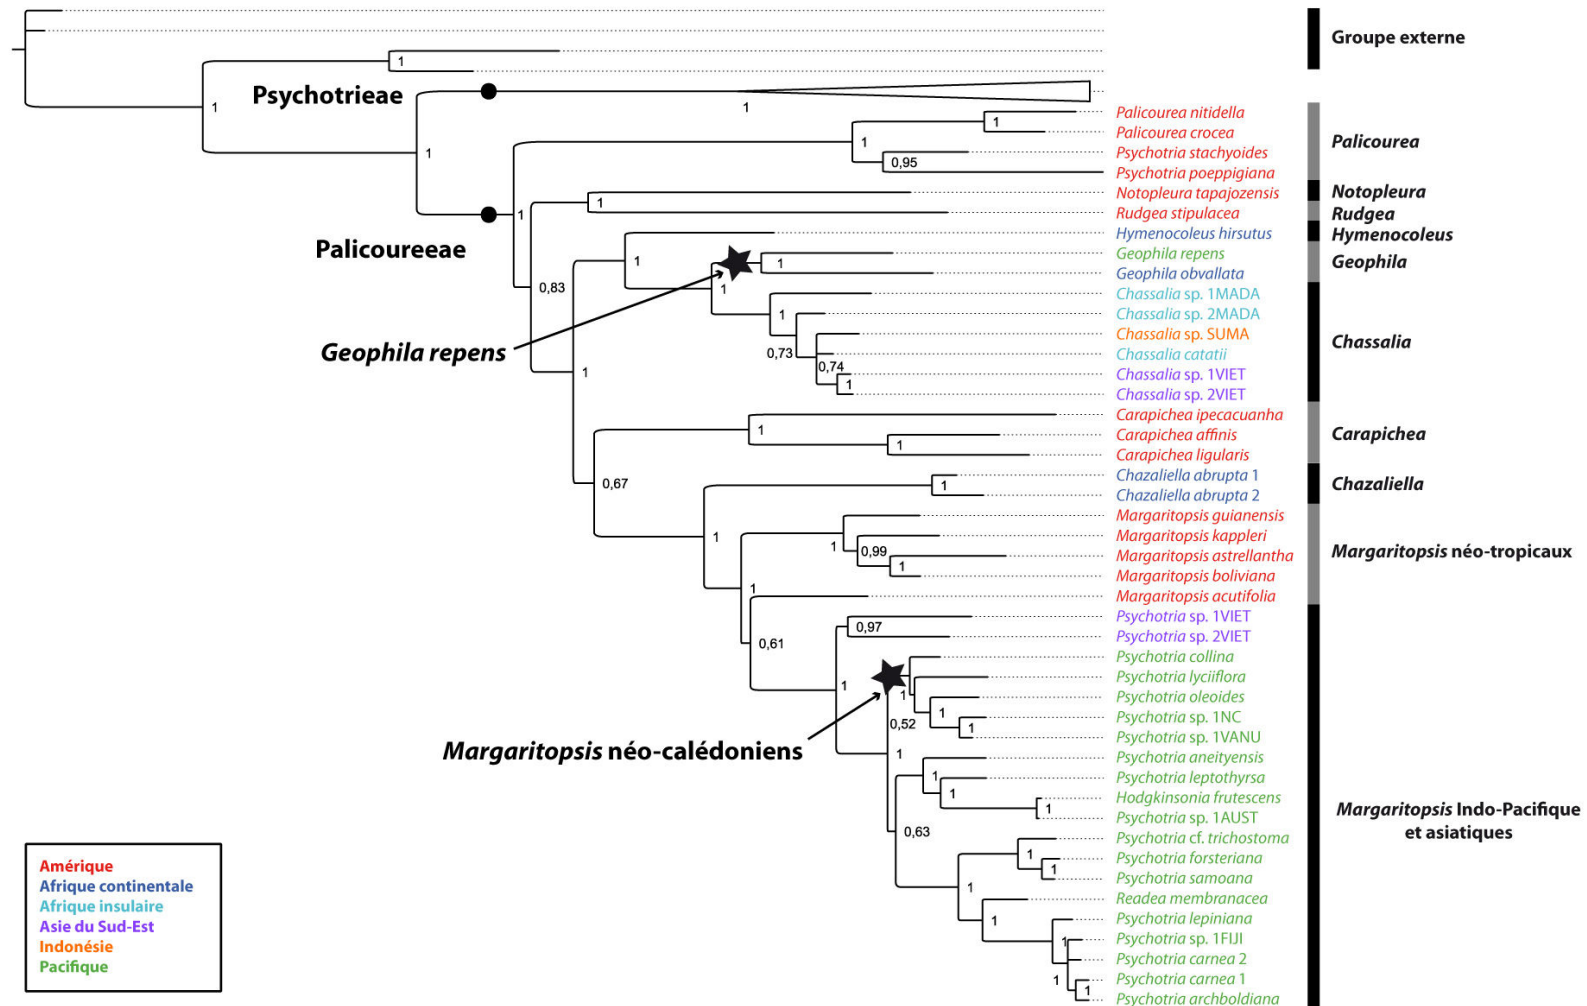 Groupe externe
1
Psychotrieae
1
1
1
Palicourea nitidella
1
Palicourea crocea
1
Psychotria stachyoides
0,95
Psychotria poeppigiana
Palicourea
Notopleura tapajozensis
Notopleura
1
Rudgea stipulacea
Rudgea
1
Palicoureeae
Hymenocoleus hirsutus
Hymenocoleus
Geophila repens
1
1
Geophila obvallata
Geophila
0,83
1
Chassalia sp. 1MADA
1
Chassalia sp. 2MADA
Chassalia sp. SUMA
Chassalia
Geophila repens
0,73
Chassalia catatii
0,74
Chassalia sp. 1VIET
1
1
Chassalia sp. 2VIET
Carapichea ipecacuanha
1
Carapichea affinis
Carapichea
1
Carapichea ligularis
Chazaliella abrupta 1
0,67
1
Chazaliella
Chazaliella abrupta 2
Margaritopsis guianensis
1
Margaritopsis kappleri
1
0,99
Margaritopsis astrellantha
Margaritopsis néo-tropicaux
1
Margaritopsis boliviana
1
Margaritopsis acutifolia
Psychotria sp. 1VIET
0,97
Psychotria sp. 2VIET
0,61
Psychotria collina
Psychotria lyciiflora
1
1
Psychotria oleoides
1
Psychotria sp. 1NC
0,52
1
Psychotria sp. 1VANU
Margaritopsis néo-calédoniens
1
Psychotria aneityensis
1
Psychotria leptothyrsa
1
Hodgkinsonia frutescens
1
Psychotria sp. 1AUST
Margaritopsis Indo-Pacifique
et asiatiques
0,63
Psychotria cf. trichostoma
1
Psychotria forsteriana
1
Psychotria samoana
1
Readea membranacea
1
Psychotria lepiniana
1
Psychotria sp. 1FIJI
Psychotria carnea 2
1
Psychotria carnea 1
1
Psychotria archboldiana
Amérique
Afrique continentale
Afrique insulaire
Asie du Sud-Est
Indonésie
Pacifique